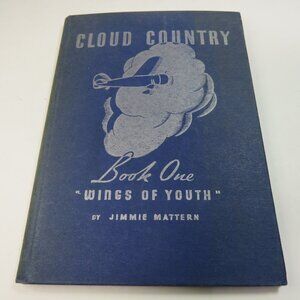 CLOUD COUNTRY
Book One
"WINGS OF YOUTH"
BY JIMMIE MATTERN